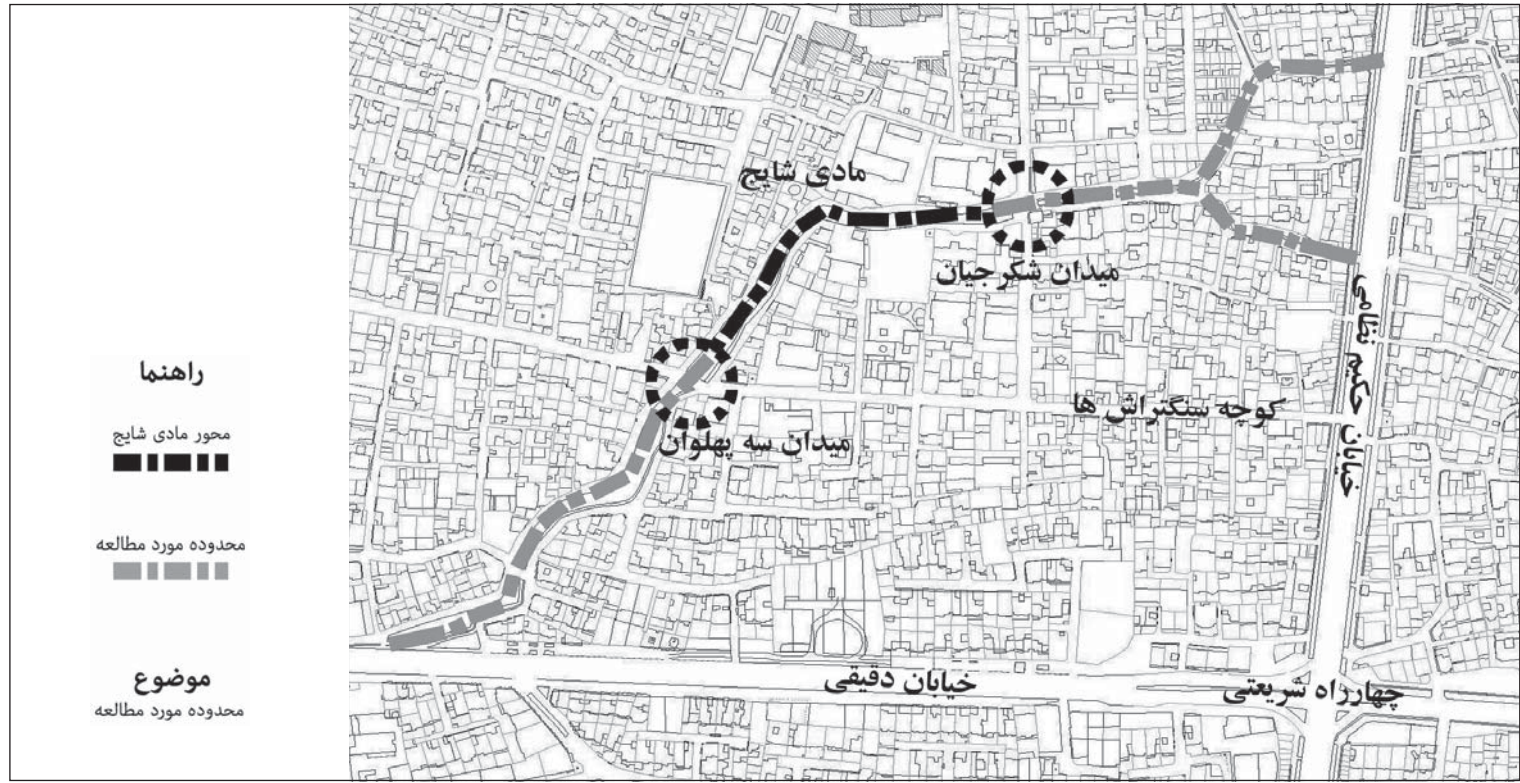 مادی شایج
میدان شکرچیان
خیابان حکیم نظامی
کوچه سنگتراش ها
میدان سه پهلوان
خیابان دقیقی
چهارراه شریعتی
راهنما
محور مادی شایج
محدوده مورد مطالعه
موضوع
محدوده مورد مطالعه